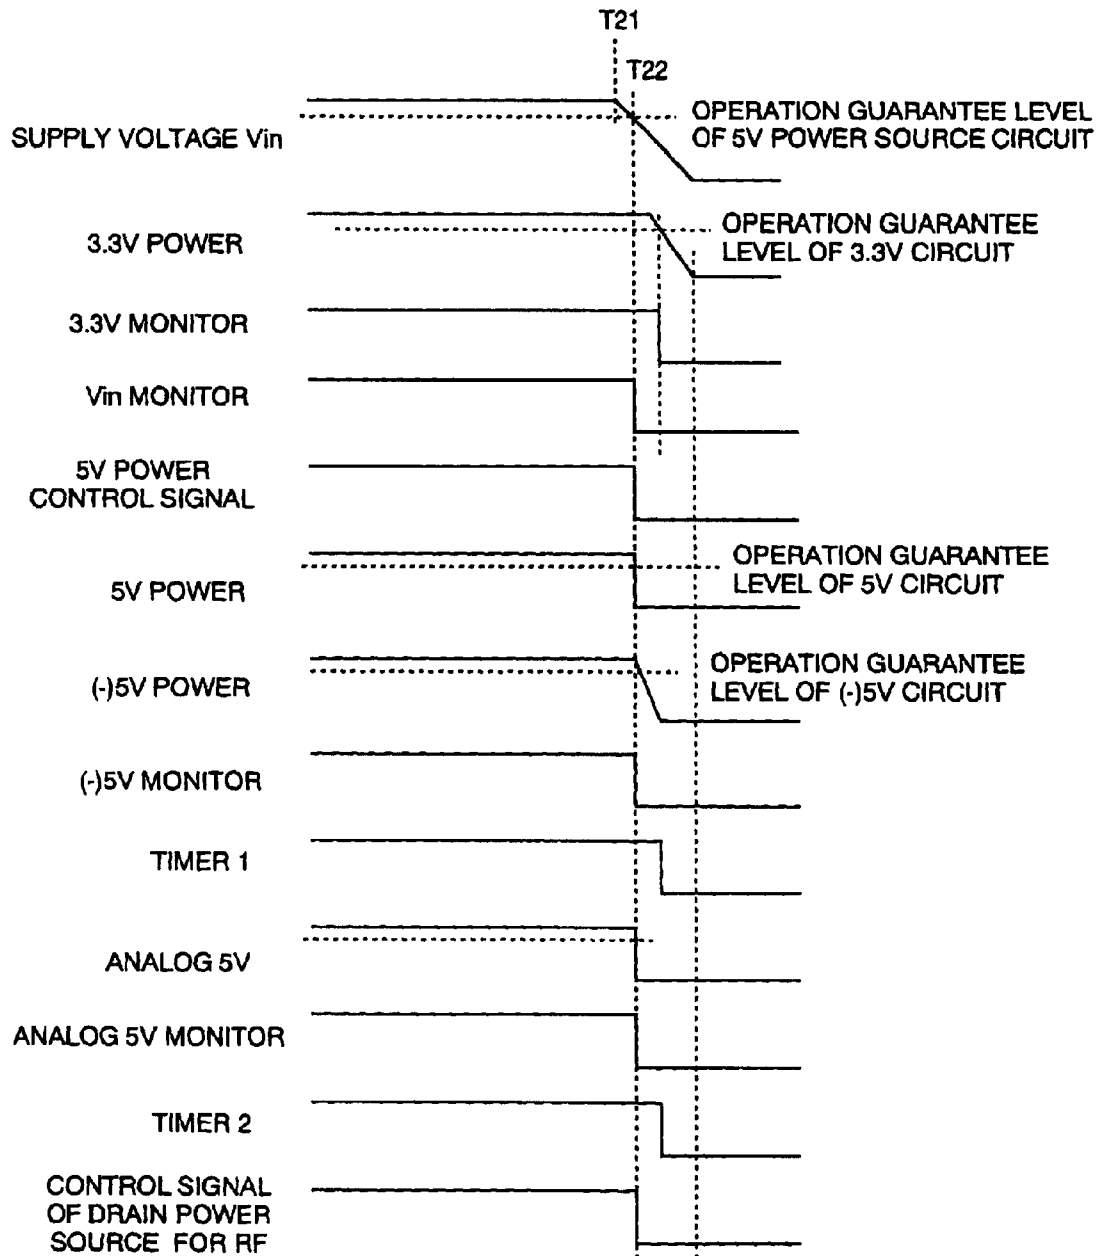 T21
T22
SUPPLY VOLTAGE Vin
OPERATION GUARANTEE LEVEL
OF 5V POWER SOURCE CIRCUIT
3.3V POWER
OPERATION GUARANTEE
LEVEL OF 3.3V CIRCUIT
3.3V MONITOR
Vin MONITOR
5V POWER
CONTROL SIGNAL
5V POWER
OPERATION GUARANTEE
LEVEL OF 5V CIRCUIT
(-)5V POWER
OPERATION GUARANTEE
LEVEL OF (-)5V CIRCUIT
(-)5V MONITOR
TIMER 1
ANALOG 5V
ANALOG 5V MONITOR
TIMER 2
CONTROL SIGNAL
OF DRAIN POWER
SOURCE FOR RF